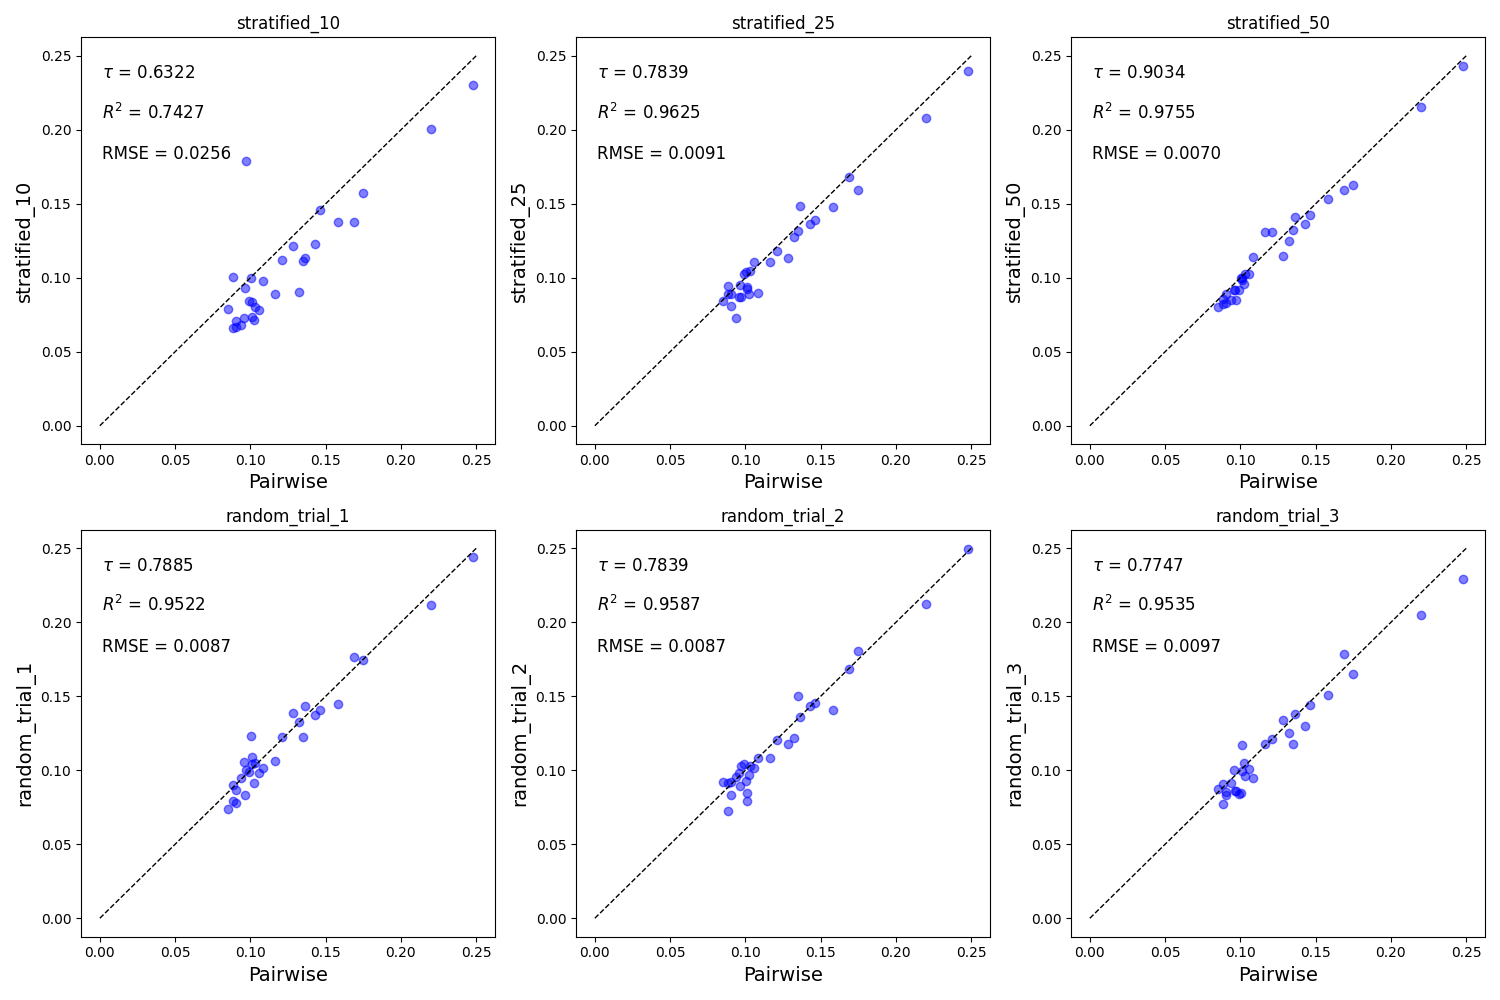 stratified_10
τ = 0.6322
R² = 0.7427
RMSE = 0.0256
stratified_10
0.25
0.20
0.15
0.10
0.05
0.00
0.00 0.05 0.10 0.15 0.20 0.25
Pairwise
stratified_25
τ = 0.7839
R² = 0.9625
RMSE = 0.0091
stratified_25
0.25
0.20
0.15
0.10
0.05
0.00
0.00 0.05 0.10 0.15 0.20 0.25
Pairwise
stratified_50
τ = 0.9034
R² = 0.9755
RMSE = 0.0070
stratified_50
0.25
0.20
0.15
0.10
0.05
0.00
0.00 0.05 0.10 0.15 0.20 0.25
Pairwise
random_trial_1
τ = 0.7885
R² = 0.9522
RMSE = 0.0087
random_trial_1
0.25
0.20
0.15
0.10
0.05
0.00
0.00 0.05 0.10 0.15 0.20 0.25
Pairwise
random_trial_2
τ = 0.7839
R² = 0.9587
RMSE = 0.0087
random_trial_2
0.25
0.20
0.15
0.10
0.05
0.00
0.00 0.05 0.10 0.15 0.20 0.25
Pairwise
random_trial_3
τ = 0.7747
R² = 0.9535
RMSE = 0.0097
random_trial_3
0.25
0.20
0.15
0.10
0.05
0.00
0.00 0.05 0.10 0.15 0.20 0.25
Pairwise